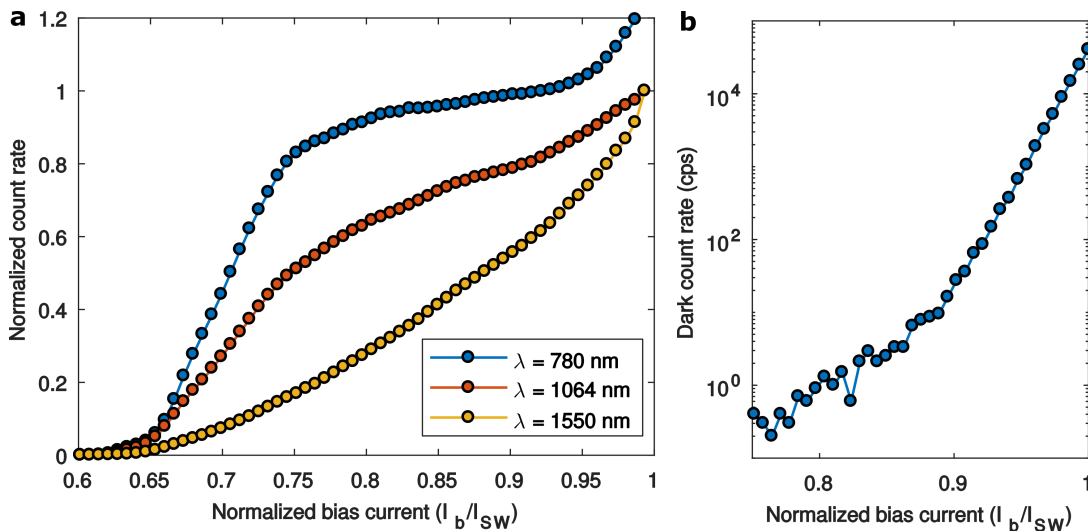 a
Normalized count rate
1.2
1
0.8
0.6
0.4
0.2
0
0.6 0.65 0.7 0.75 0.8 0.85 0.9 0.95 1
Normalized bias current (I_b/I_SW)
λ = 780 nm
λ = 1064 nm
λ = 1550 nm
b
Dark count rate (cps)
10^4
10^2
10^0
0.8 0.9 1
Normalized bias current (I_b/I_SW)